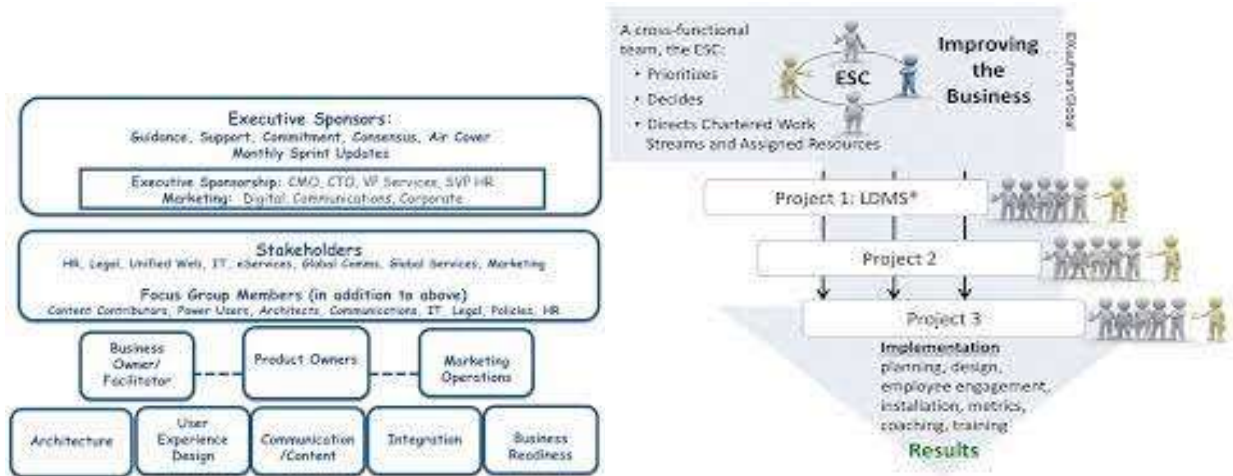 Executive Sponsors:
Guidance, Support, Commitment, Consensus, Air Cover
Monthly Sprint Updates
Executive Sponsorship: CMO, CTO, VP Services, SVP HR
Marketing: Digital, Communications, Corporate
Stakeholders
HR, Legal, Unified Web, IT, eServices, Global Comms, Global Services, Marketing
Focus Group Members (in addition to above)
Content Contributors, Power Users, Architects, Communications, IT, Legal, Policies, HR
Business
Owner/
Facilitator
Product Owners
Marketing
Operations
Architecture
User
Experience
Design
Communication
/Content
Integration
Business
Readiness
A cross-functional
team, the ESC:
• Prioritizes
• Decides
• Directs Chartered Work
Streams and Assigned Resources
ESC
Improving
the
Business
©KaufmanGlobal
Project 1: LDMS*
Project 2
Project 3
Implementation
planning, design,
employee engagement,
installation, metrics,
coaching, training
Results